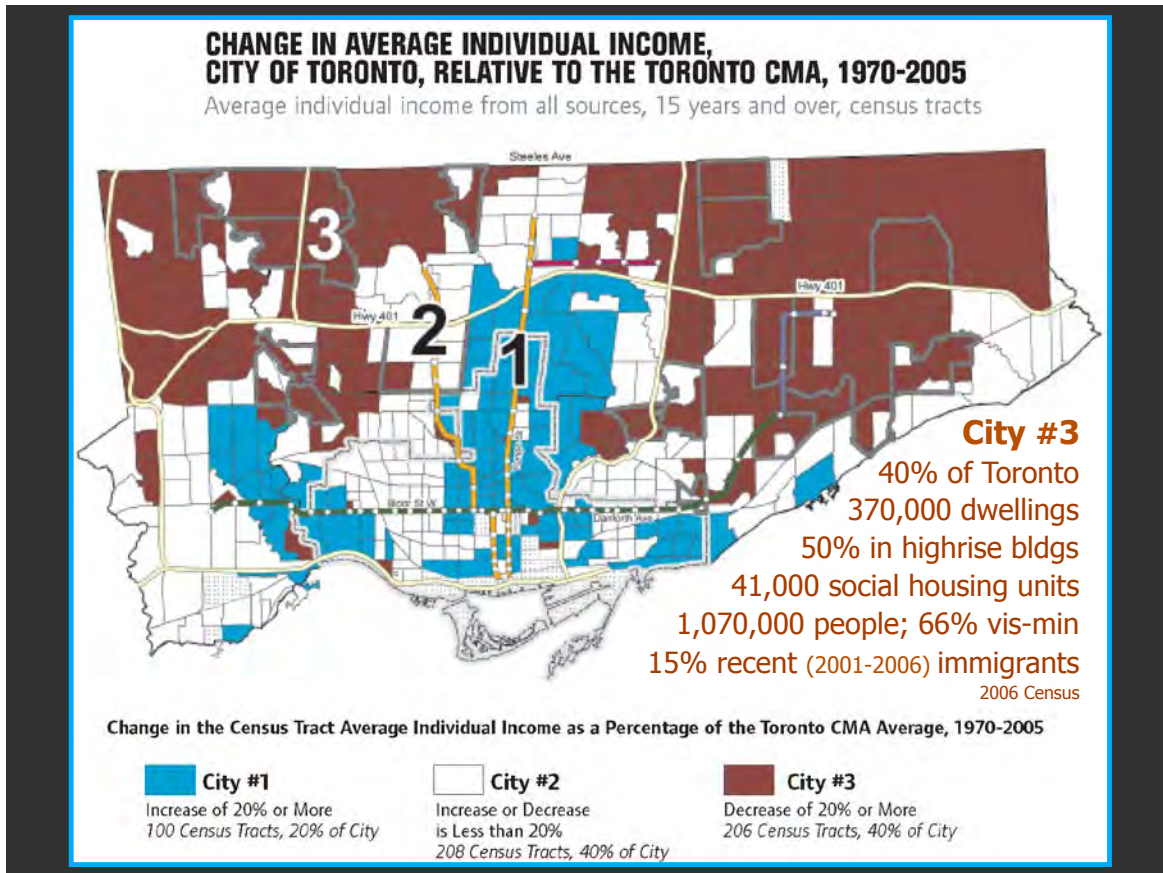 CHANGE IN AVERAGE INDIVIDUAL INCOME,
CITY OF TORONTO, RELATIVE TO THE TORONTO CMA, 1970-2005
Average individual income from all sources, 15 years and over, census tracts
Steeles Ave
3
Hwy 401
Hwy 401
2
1
Bloor St W
Danforth Ave
City #3
40% of Toronto
370,000 dwellings
50% in highrise bldgs
41,000 social housing units
1,070,000 people; 66% vis-min
15% recent (2001-2006) immigrants
2006 Census
Change in the Census Tract Average Individual Income as a Percentage of the Toronto CMA Average, 1970-2005
City #1
Increase of 20% or More
100 Census Tracts, 20% of City
City #2
Increase or Decrease
is Less than 20%
208 Census Tracts, 40% of City
City #3
Decrease of 20% or More
206 Census Tracts, 40% of City